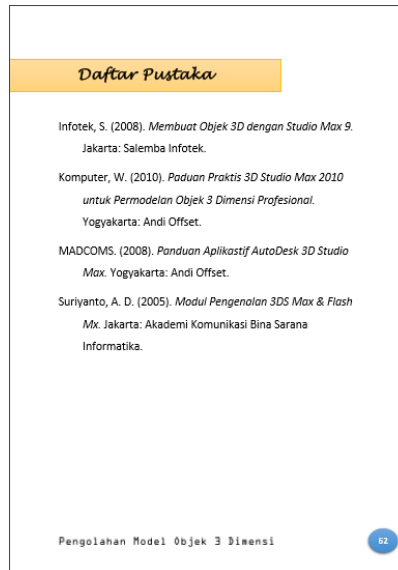 Daftar Pustaka
Infotek, S. (2008). Membuat Objek 3D dengan Studio Max 9.
Jakarta: Salemba Infotek.
Komputer, W. (2010). Paduan Praktis 3D Studio Max 2010
untuk Permodelan Objek 3 Dimensi Profesional.
Yogyakarta: Andi Offset.
MADCOMS. (2008). Panduan Aplikastif AutoDesk 3D Studio
Max. Yogyakarta: Andi Offset.
Suriyanto, A. D. (2005). Modul Pengenalan 3DS Max & Flash
Mx. Jakarta: Akademi Komunikasi Bina Sarana
Informatika.
Pengolahan Model Objek 3 Dimensi
62